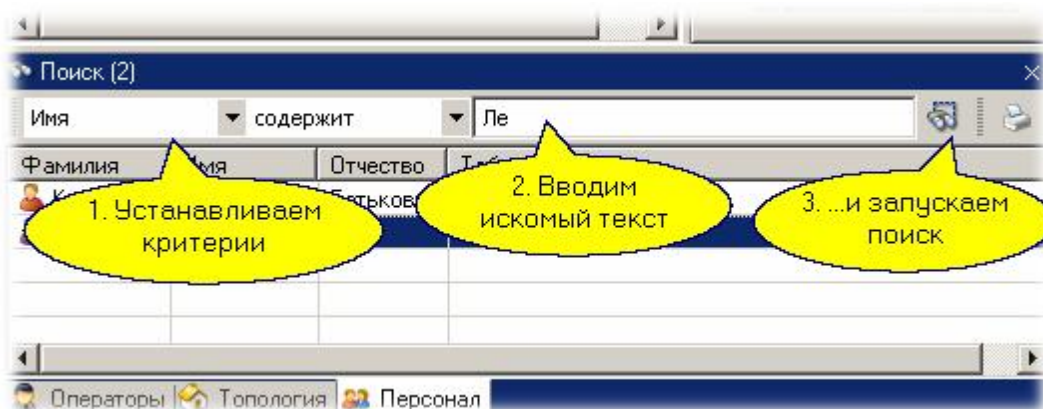 Поиск (2)
Имя содержит Ле
Фамилия Отчество
1. Устанавливаем
критерии
2. Вводим
искомый текст
3. ...и запускаем
поиск
Операторы Топология Персонал